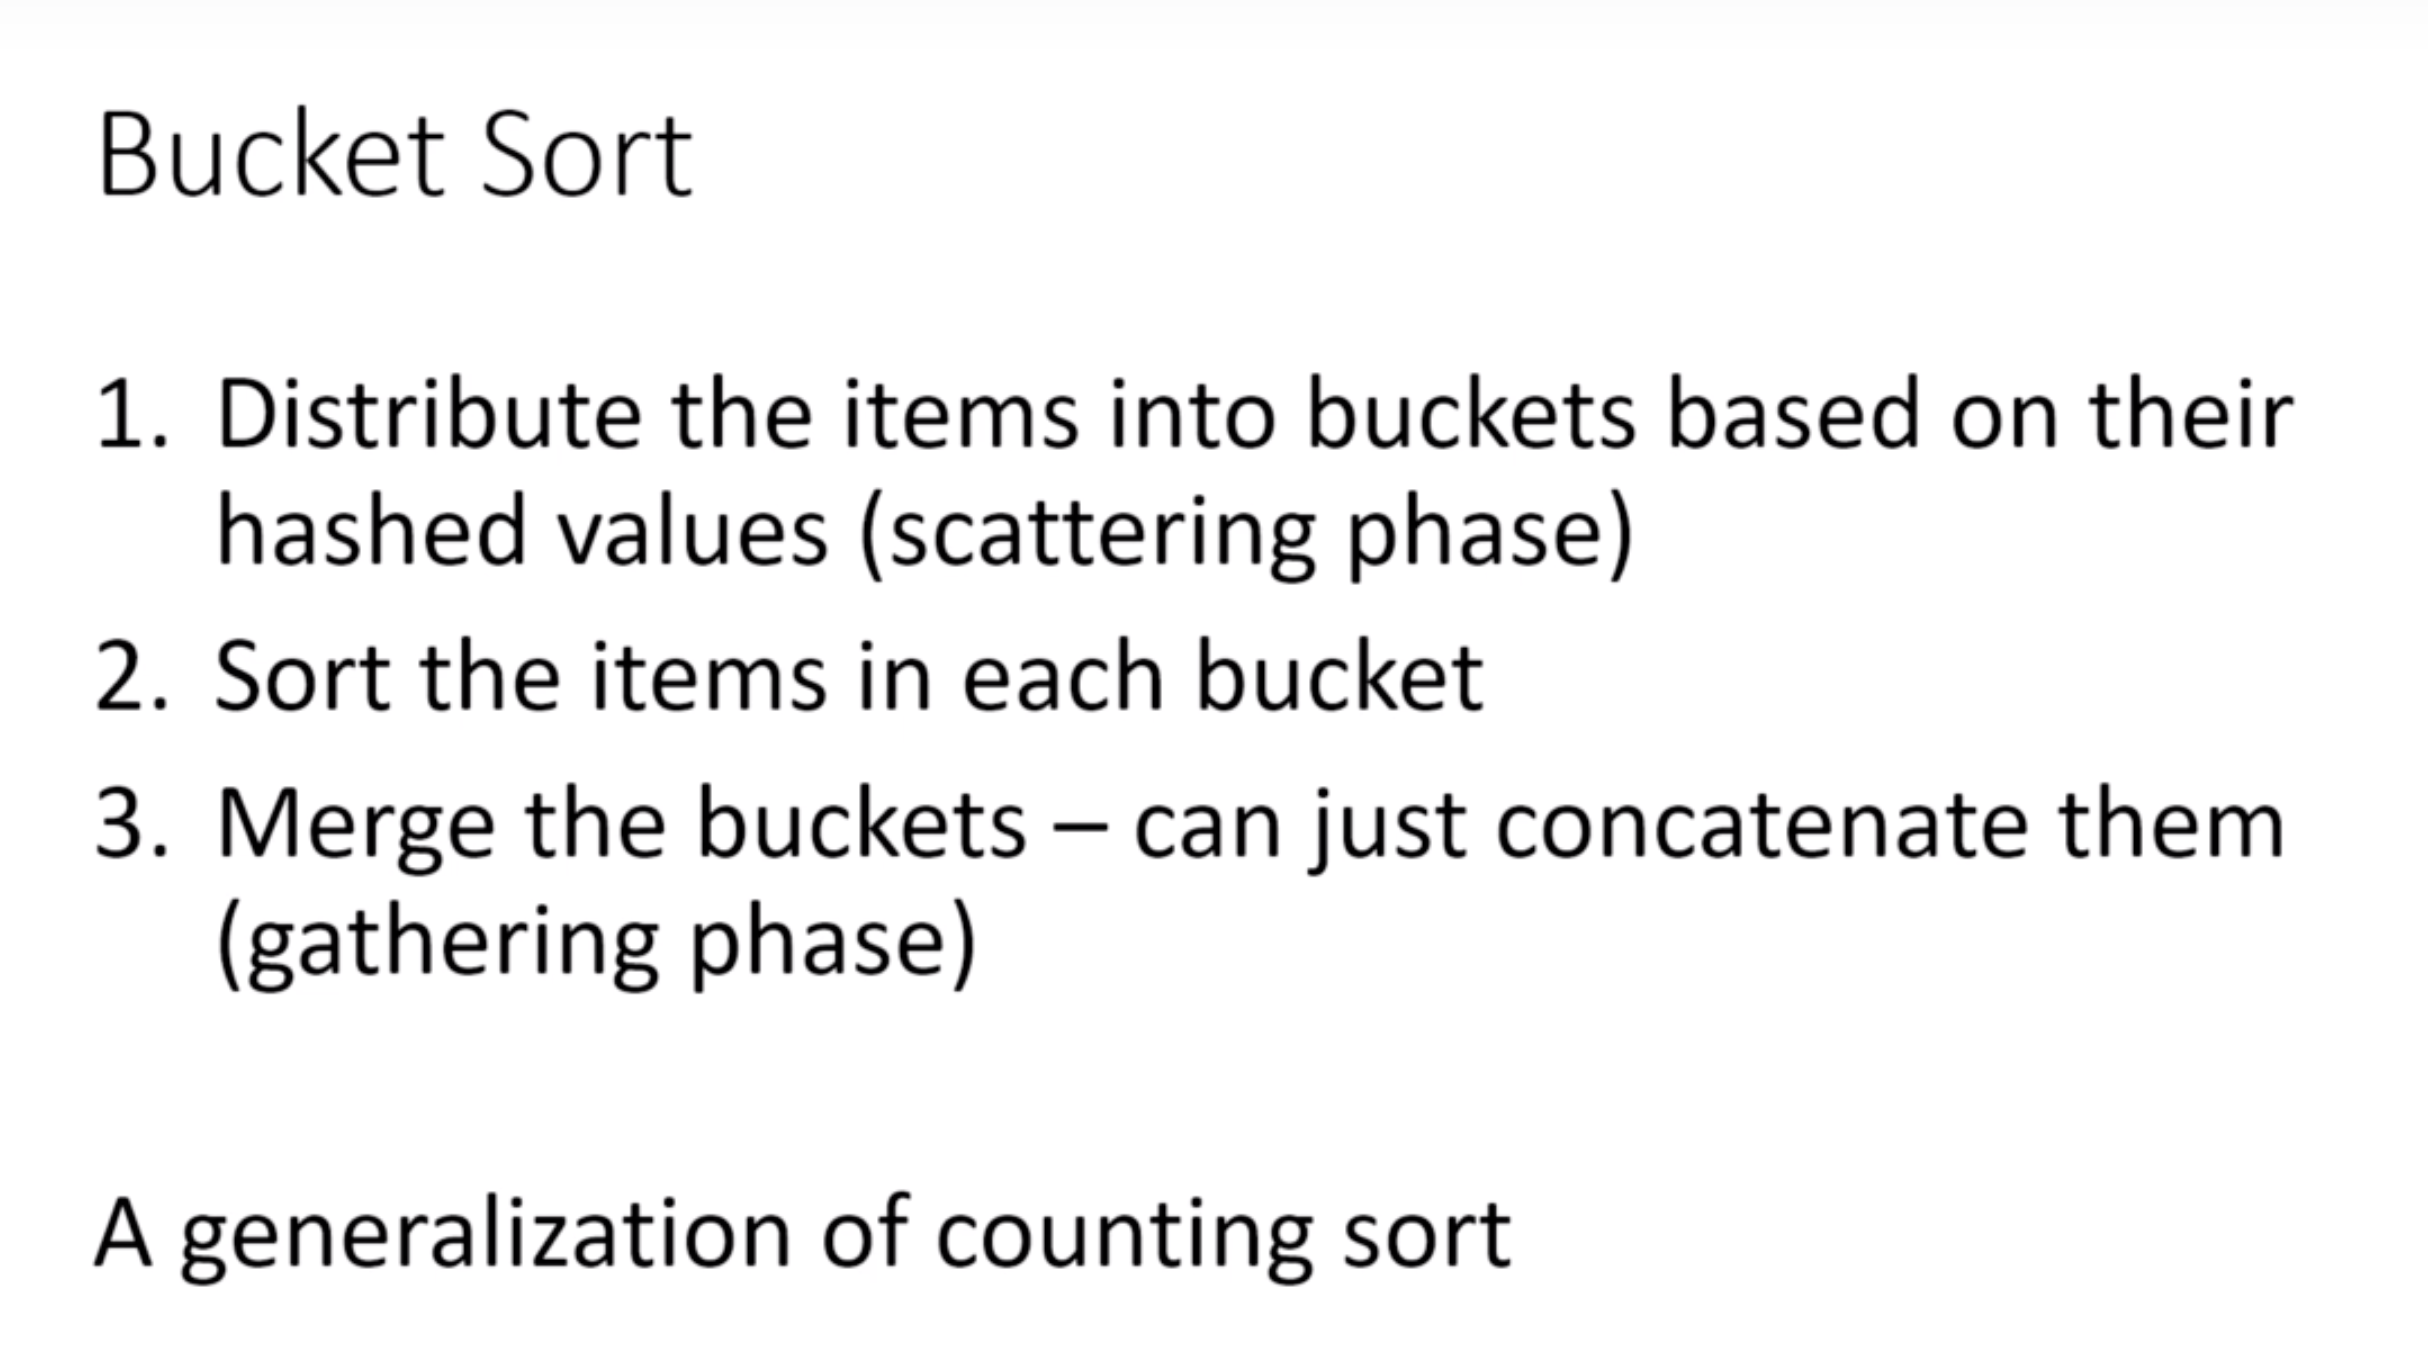 Bucket Sort
1. Distribute the items into buckets based on their
hashed values (scattering phase)
2. Sort the items in each bucket
3. Merge the buckets – can just concatenate them
(gathering phase)
A generalization of counting sort